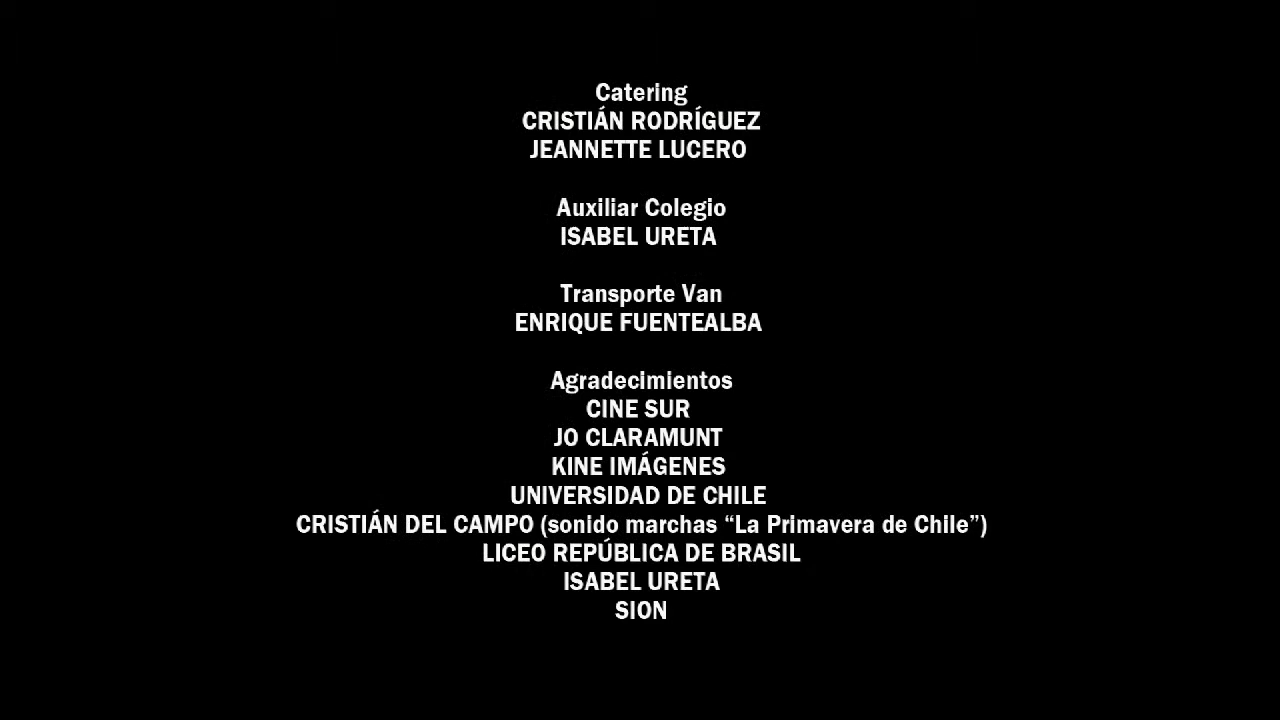 Catering
CRISTIÁN RODRÍGUEZ
JEANNETTE LUCERO
Auxiliar Colegio
ISABEL URETA
Transporte Van
ENRIQUE FUENTEALBA
Agradecimientos
CINE SUR
JO CLARAMUNT
KINE IMÁGENES
UNIVERSIDAD DE CHILE
CRISTIÁN DEL CAMPO (sonido marchas “La Primavera de Chile”)
LICEO REPÚBLICA DE BRASIL
ISABEL URETA
SION